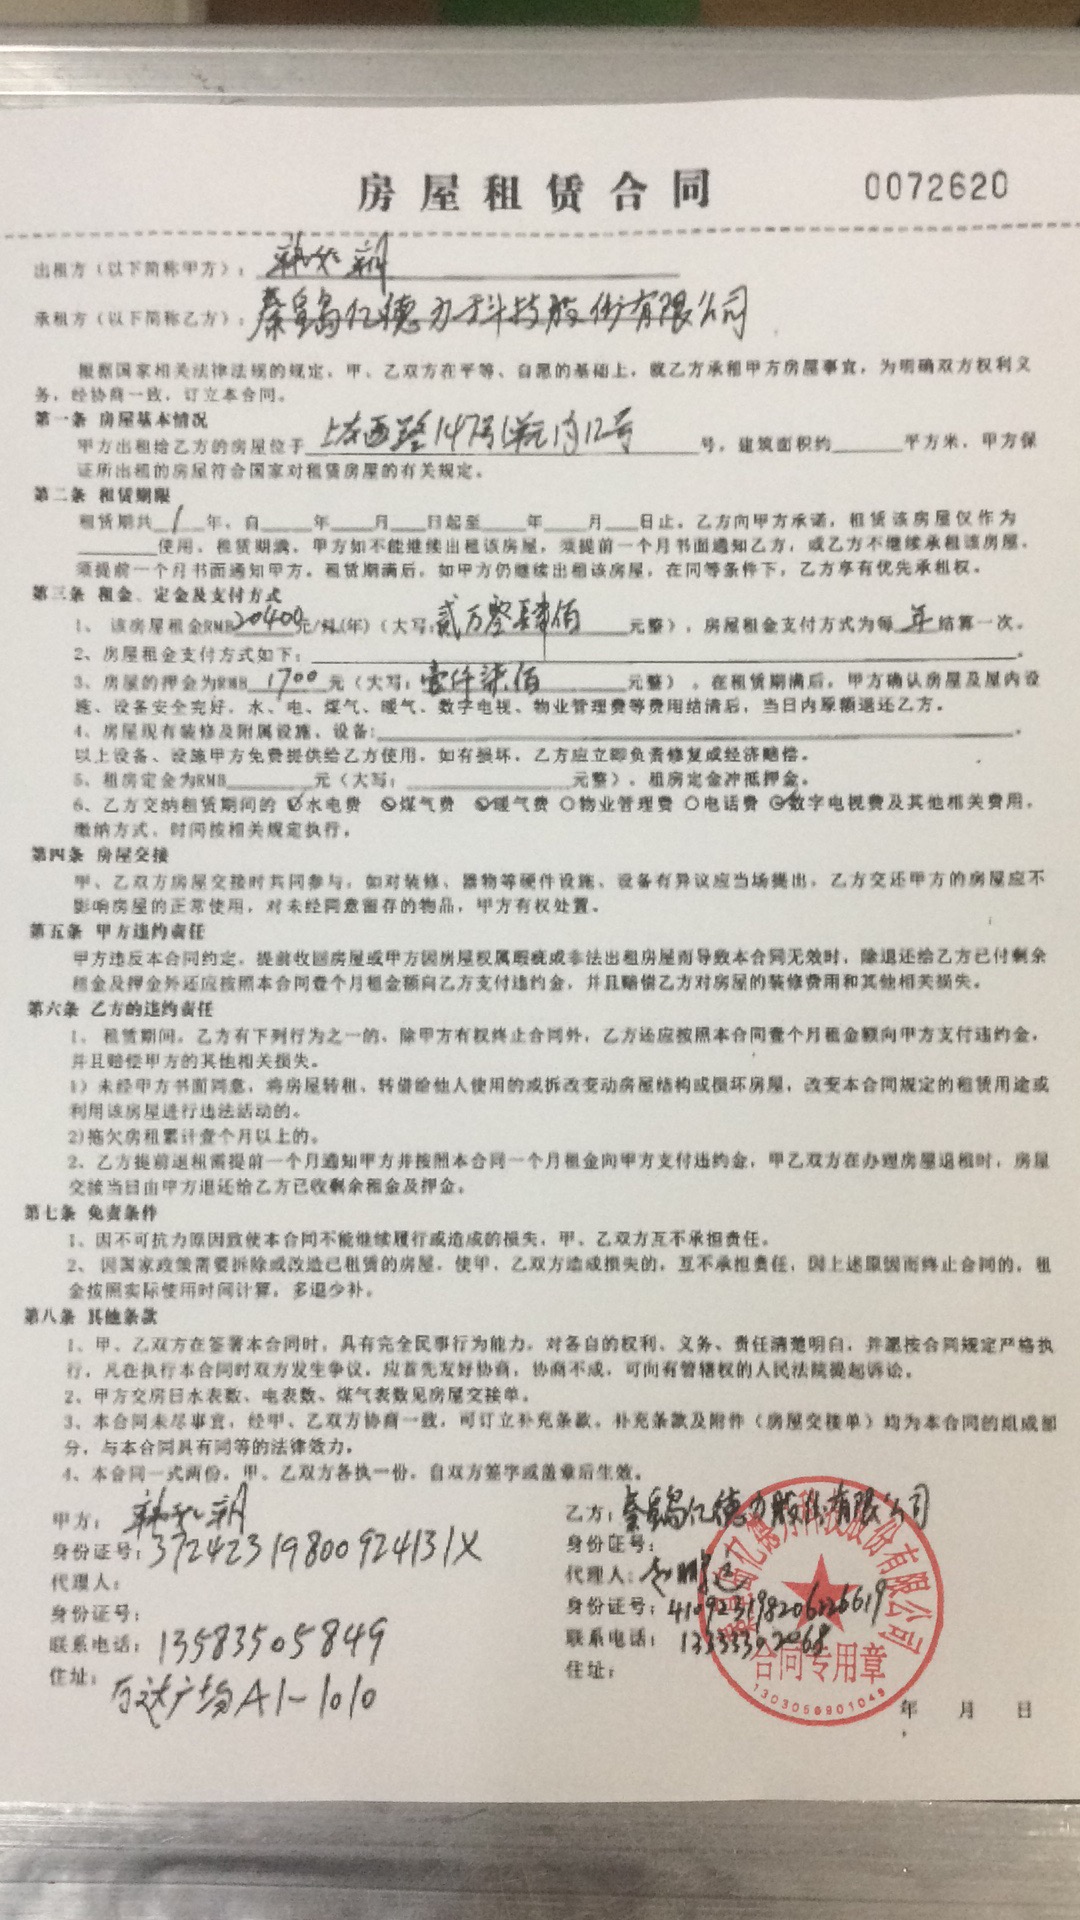 房屋租赁合同 0072620
出租方(以下简称甲方):
承租方(以下简称乙方):秦皇岛亿德力科技股份有限公司
根据国家相关法律法规的规定,甲、乙双方在平等、自愿的基础上,就乙方承租甲方房屋事宜,为明确双方权利义
务,经协商一致,订立本合同。
第一条 房屋基本情况
甲方出租给乙方的房屋位于 路147号1单元 12号 号,建筑面积约 平方米,甲方保
证所出租的房屋符合国家对租赁房屋的有关规定。
第二条 租赁期限
租赁期共1年,自 年 月 日起至 年 月 日止,乙方向甲方承诺,租赁该房屋仅作为
使用。租赁期满,甲方如不能继续出租该房屋,须提前一个月书面通知乙方,或乙方不继续承租该房屋,
须提前一个月书面通知甲方。租赁期满后,如甲方仍继续出租该房屋,在同等条件下,乙方享有优先承租权。
第三条 租金、定金及支付方式
1、该房屋租金RMB20400元/月(年)(大写:贰万零肆佰 元整),房屋租金支付方式为每 年 结算一次。
2、房屋租金支付方式如下:
3、房屋的押金为RMB 1700 元(大写:壹仟柒佰 元整),在租赁期满后,甲方确认房屋及屋内设
施、设备安全完好,水、电、煤气、暖气、数字电视、物业管理费等费用结清后,当日内原额退还乙方。
4、房屋现有装修及附属设施、设备:
以上设备、设施甲方免费提供给乙方使用,如有损坏,乙方应立即负责修复或经济赔偿。
5、租房定金为RMB 元(大写: 元整),租房定金冲抵押金。
6、乙方交纳租赁期间的 水电费 煤气费 暖气费 ○物业管理费 ○电话费 数字电视费及其他相关费用,
缴纳方式、时间按相关规定执行。
第四条 房屋交接
甲、乙双方房屋交接时共同参与,如对装修、器物等硬件设施、设备有异议应当场提出,乙方交还甲方的房屋应不
影响房屋的正常使用,对未经同意留存的物品,甲方有权处置。
第五条 甲方违约责任
甲方违反本合同约定,提前收回房屋或甲方因房屋权属瑕疵或非法出租房屋而导致本合同无效时,除退还给乙方已付剩余
租金及押金外还应按照本合同壹个月租金额向乙方支付违约金,并且赔偿乙方对房屋的装修费用和其他相关损失。
第六条 乙方的违约责任
1、租赁期间,乙方有下列行为之一的,除甲方有权终止合同外,乙方还应按照本合同壹个月租金额向甲方支付违约金,
并且赔偿甲方的其他相关损失。
1)未经甲方书面同意,将房屋转租、转借给他人使用的或拆改变动房屋结构或损坏房屋,改变本合同规定的租赁用途或
利用该房屋进行违法活动的。
2)拖欠房租累计壹个月以上的。
2、乙方提前退租需提前一个月通知甲方并按照本合同一个月租金向甲方支付违约金,甲乙双方在办理房屋退租时,房屋
交接当日由甲方退还给乙方已收剩余租金及押金。
第七条 免责条件
1、因不可抗力原因致使本合同不能继续履行或造成的损失,甲、乙双方互不承担责任。
2、因国家政策需要拆除或改造已租赁的房屋,使甲、乙双方造成损失的,互不承担责任,因上述原因而终止合同的,租
金按照实际使用时间计算,多退少补。
第八条 其他条款
1、甲、乙双方在签署本合同时,具有完全民事行为能力,对各自的权利、义务、责任清楚明白,并愿按合同规定严格执
行,凡在执行本合同时双方发生争议,应首先友好协商,协商不成,可向有管辖权的人民法院提起诉讼。
2、甲方交房日水表数、电表数、煤气表数见房屋交接单。
3、本合同未尽事宜,经甲、乙双方协商一致,可订立补充条款,补充条款及附件(房屋交接单)均为本合同的组成部
分,与本合同具有同等的法律效力。
4、本合同一式两份,甲、乙双方各执一份,自双方签字或盖章后生效。
甲方:
身份证号:37242319800924131X
代理人:
身份证号:
联系电话:13583505849
住址:万达广场A1-1010
乙方:秦皇岛亿德力股份有限公司
身份证号:
代理人:
身份证号:410923198206226619
联系电话:
住址:
秦皇岛亿德力科技股份有限公司
合同专用章
1303056901049
年 月 日